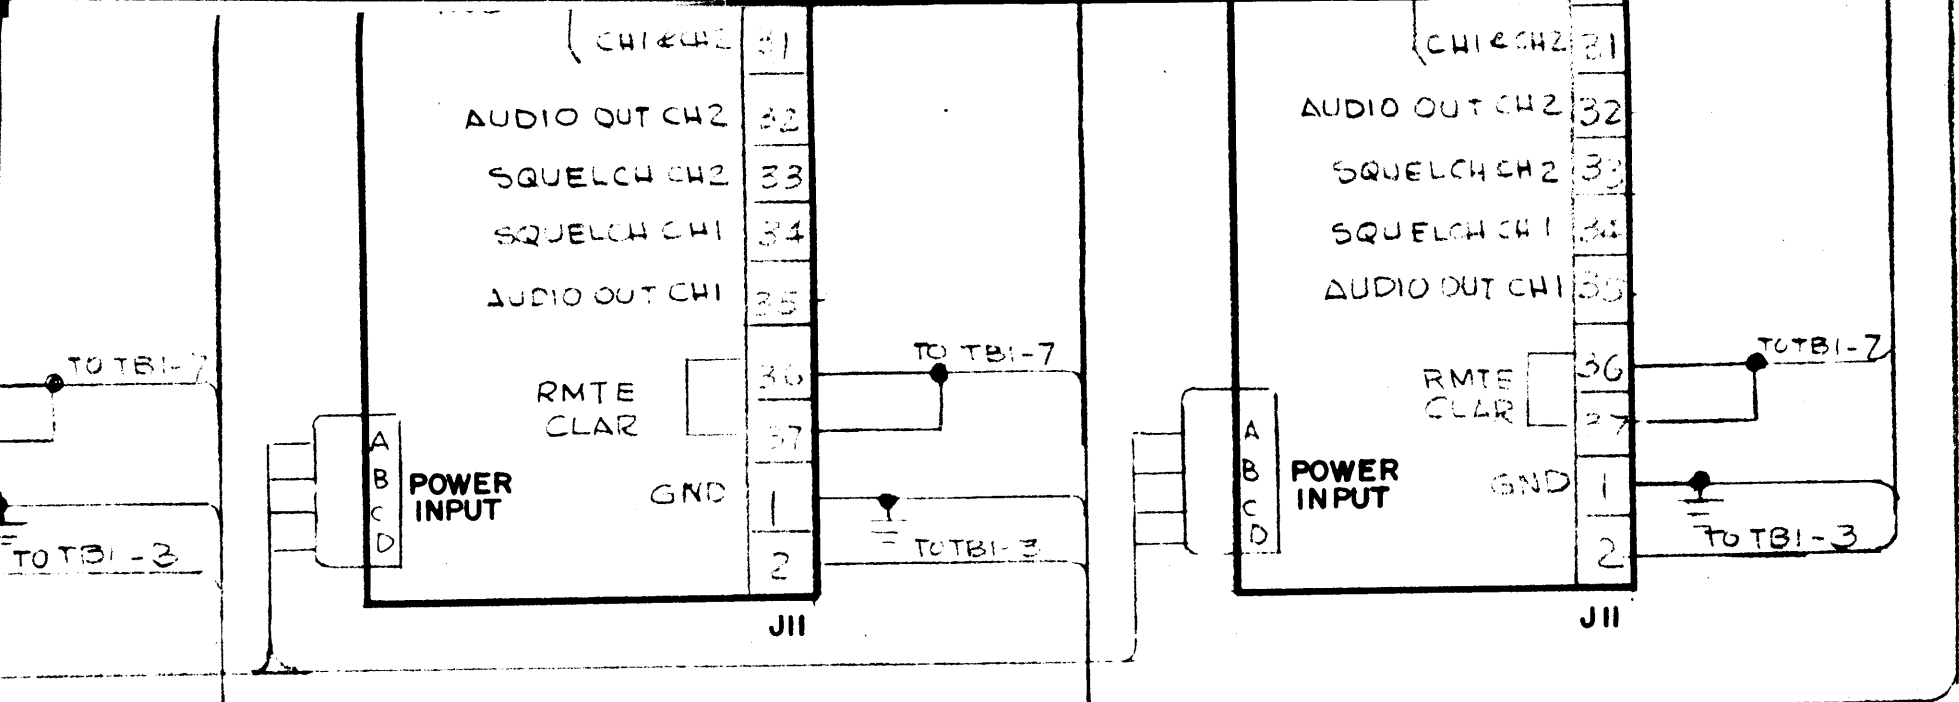 TO TB1-7
TO TB1-3
CH1 & CH2 31
AUDIO OUT CH2 32
SQUELCH CH2 33
SQUELCH CH1 34
AUDIO OUT CH1 35
36
RMTE
CLAR
37
GND 1
2
TO TB1-7
TO TB1-3
A
B
C
D
POWER
INPUT
J11
CH1 & CH2 31
AUDIO OUT CH2 32
SQUELCH CH2 33
SQUELCH CH1 34
AUDIO OUT CH1 35
36
RMTE
CLAR
37
GND 1
2
TO TB1-7
TO TB1-3
A
B
C
D
POWER
INPUT
J11